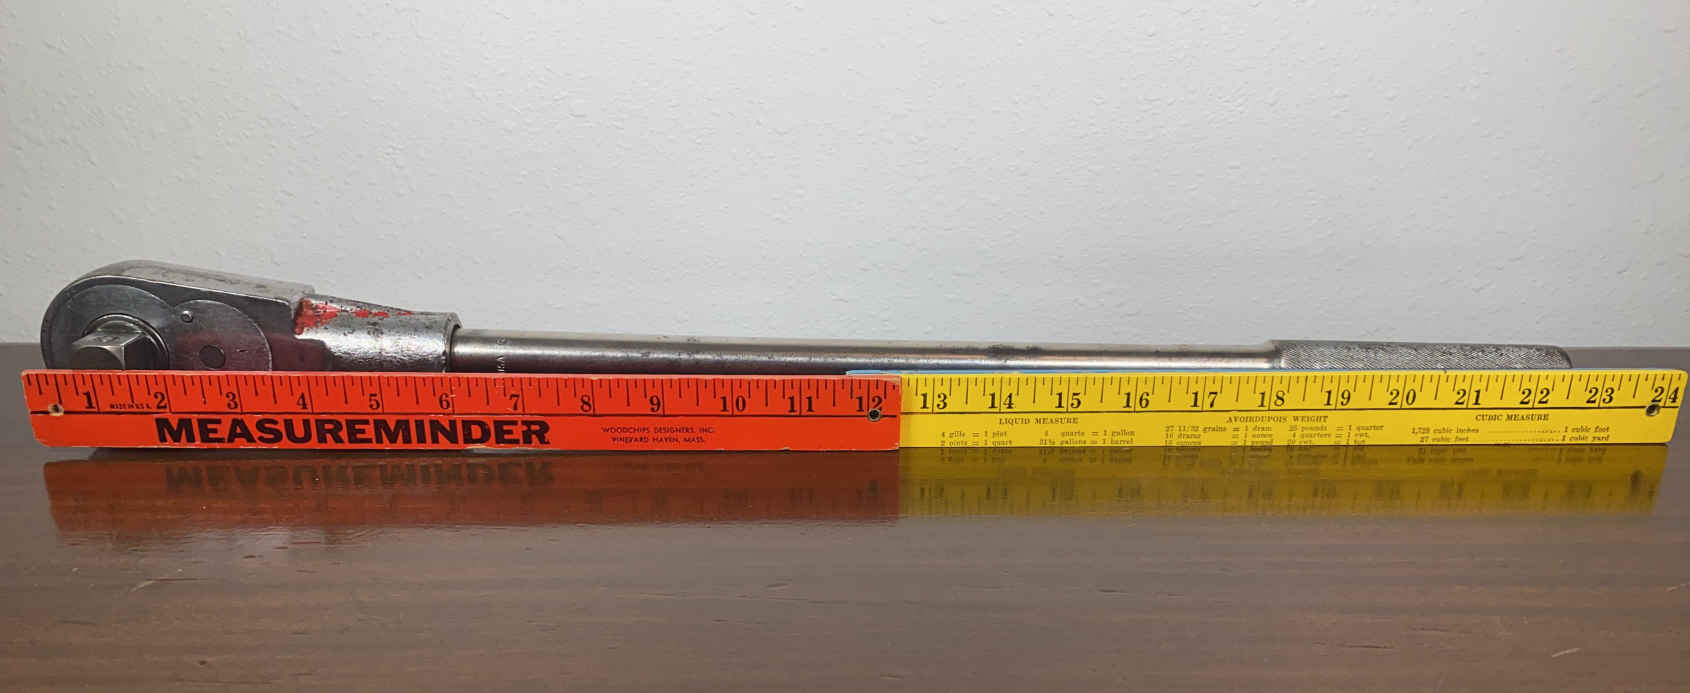 1 2 3 4 5 6 7 8 9 10 11 12
MADE IN U.S.A.
MEASUREMINDER
WOODCHIPS DESIGNERS, INC.
VINEYARD HAVEN, MASS.
13 14 15 16 17 18 19 20 21 22 23 24
LIQUID MEASURE
4 gills = 1 pint
2 pints = 1 quart
4 quarts = 1 gallon
31½ gallons = 1 barrel
AVOIRDUPOIS WEIGHT
27 11/32 grains = 1 dram
16 drams = 1 ounce
16 ounces = 1 pound
25 pounds = 1 quarter
4 quarters = 1 cwt.
CUBIC MEASURE
1,728 cubic inches = 1 cubic foot
27 cubic feet = 1 cubic yard